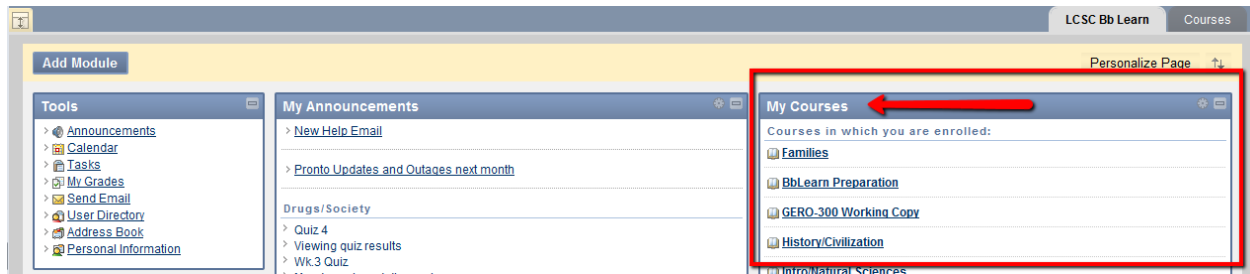 LCSC Bb Learn
Courses
Add Module
Personalize Page
Tools
Announcements
Calendar
Tasks
My Grades
Send Email
User Directory
Address Book
Personal Information
My Announcements
New Help Email
Pronto Updates and Outages next month
Drugs/Society
Quiz 4
Viewing quiz results
Wk.3 Quiz
My Courses
Courses in which you are enrolled:
Families
BbLearn Preparation
GERO-300 Working Copy
History/Civilization
Intro/Natural Sciences